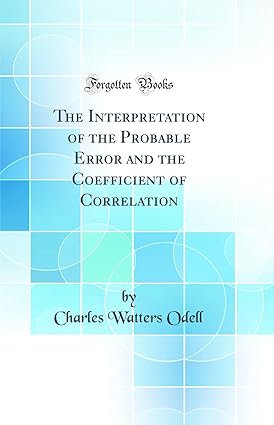 Forgotten Books
The Interpretation
of the Probable
Error and the
Coefficient of
Correlation
by
Charles Watters Odell